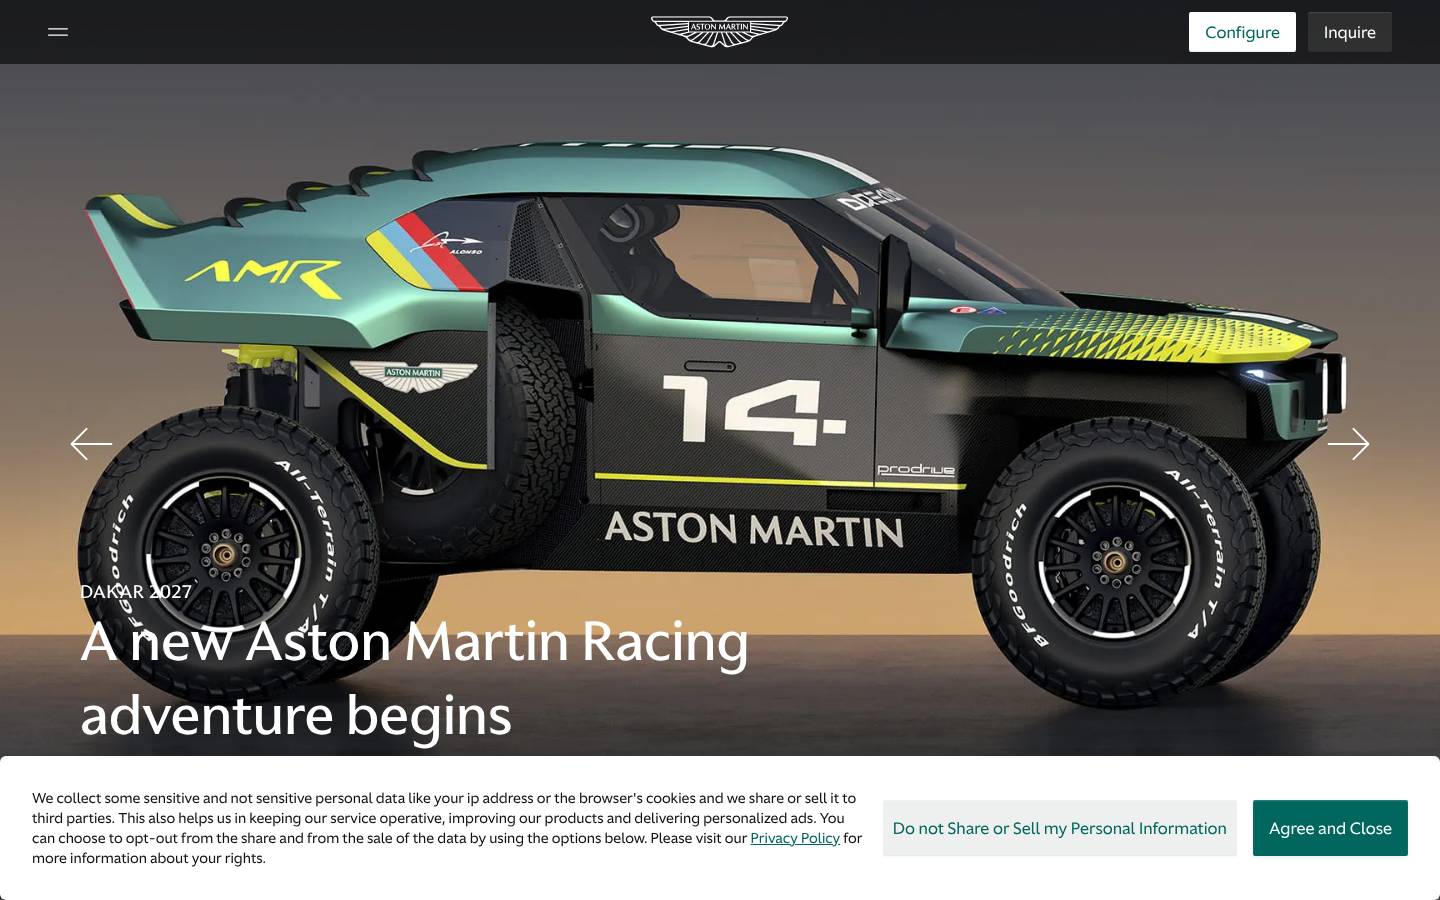 ASTON MARTIN
Configure
Inquire
AMR
ALONSO
ASTON MARTIN
14.
prodrive
ASTON MARTIN
BFGoodrich
All-Terrain T/A
BFGoodrich
All-Terrain T/A
DAKAR 2027
A new Aston Martin Racing
adventure begins
We collect some sensitive and not sensitive personal data like your ip address or the browser's cookies and we share or sell it to
third parties. This also helps us in keeping our service operative, improving our products and delivering personalized ads. You
can choose to opt-out from the share and from the sale of the data by using the options below. Please visit our Privacy Policy for
more information about your rights.
Do not Share or Sell my Personal Information
Agree and Close